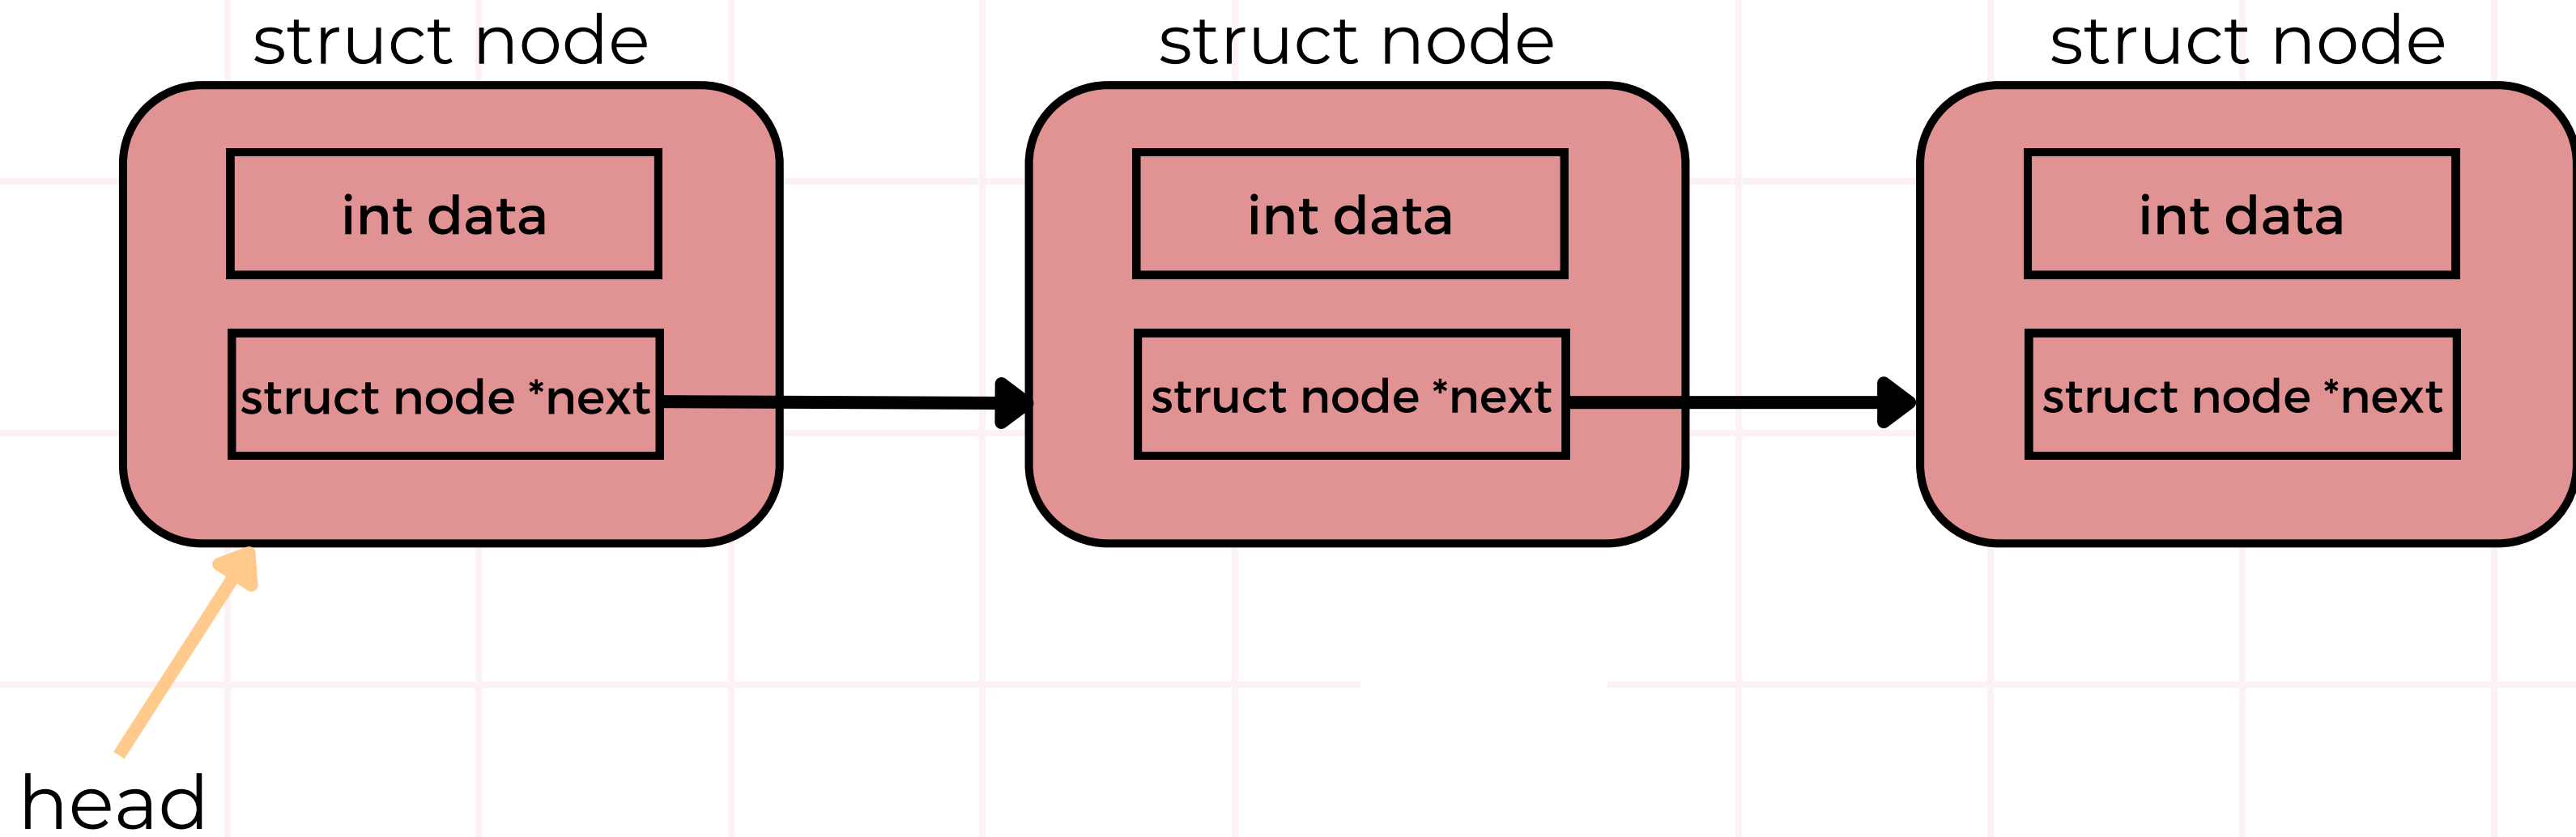 struct node
struct node
struct node
int data
int data
int data
struct node *next
struct node *next
struct node *next
head